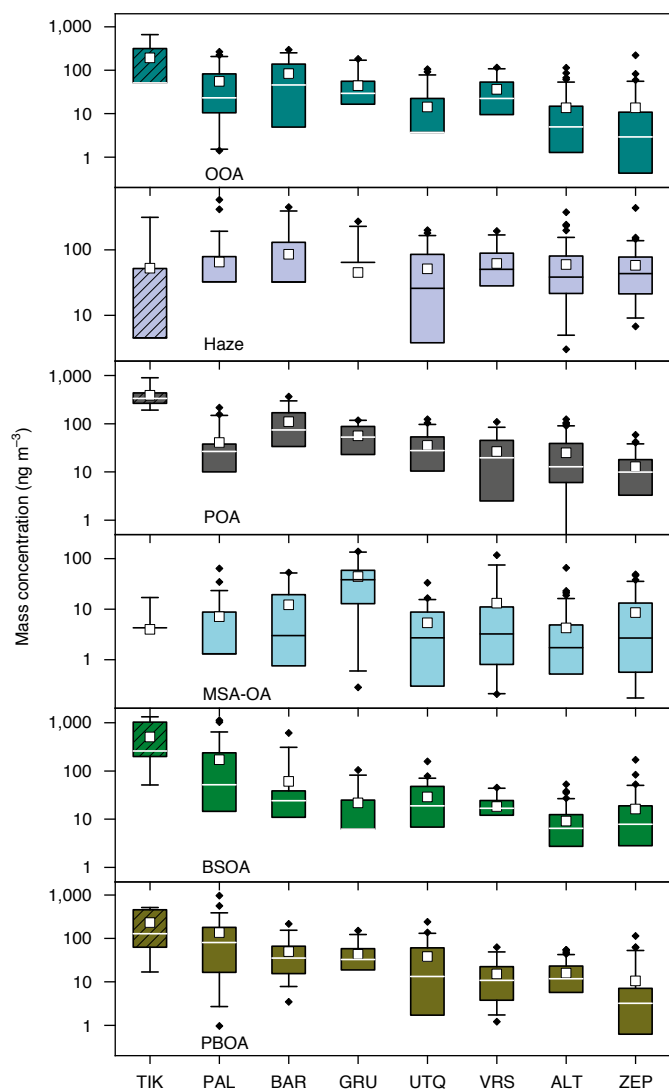 1,000
100
10
1
OOA
100
10
Haze
1,000
100
10
1
POA
100
10
1
MSA-OA
1,000
100
10
1
BSOA
1,000
100
10
1
PBOA
Mass concentration (ng m⁻³)
TIK PAL BAR GRU UTQ VRS ALT ZEP